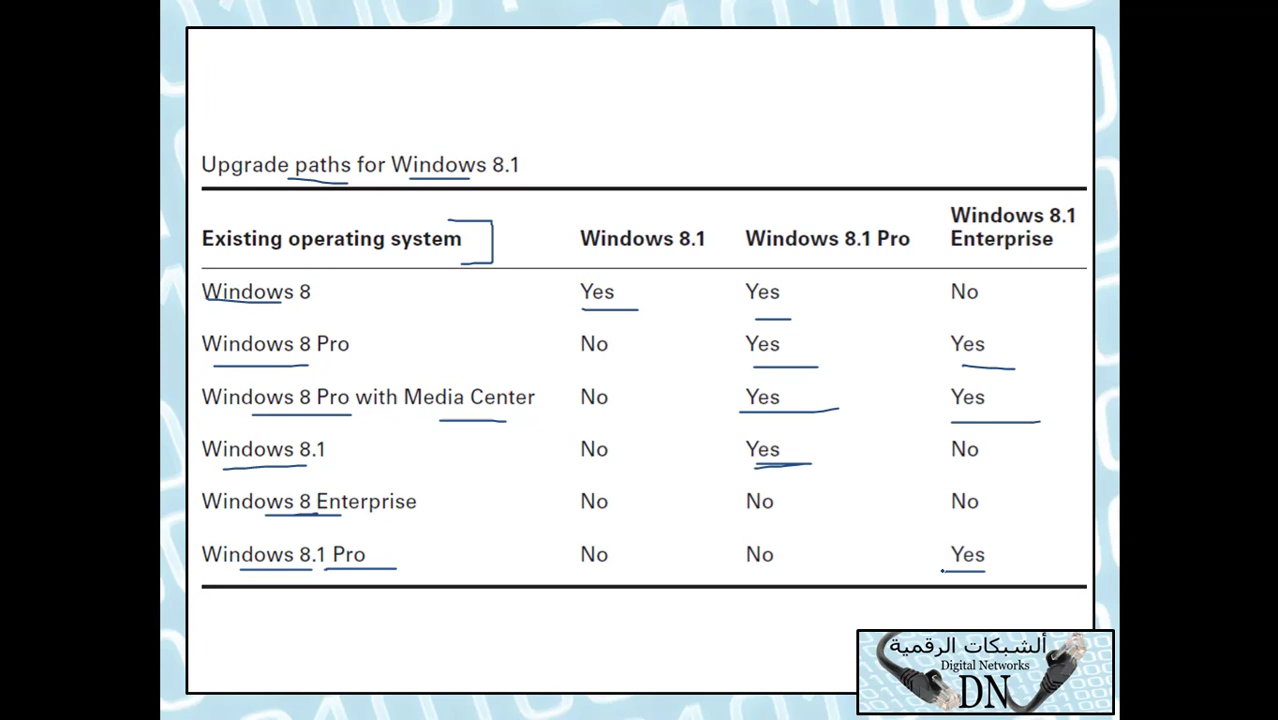 Upgrade paths for Windows 8.1
Existing operating system Windows 8.1 Windows 8.1 Pro Windows 8.1 Enterprise
Windows 8 Yes Yes No
Windows 8 Pro No Yes Yes
Windows 8 Pro with Media Center No Yes Yes
Windows 8.1 No Yes No
Windows 8 Enterprise No No No
Windows 8.1 Pro No No Yes
ألشبكات الرقمية
Digital Networks
DN